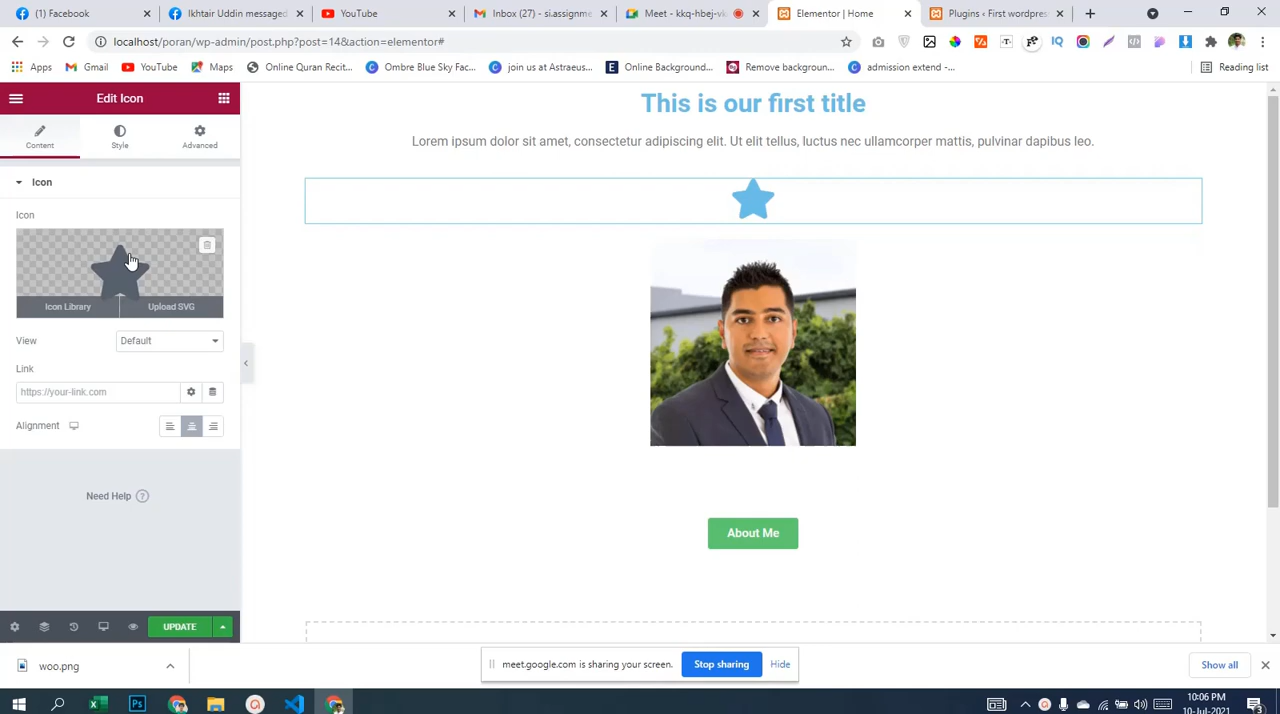 (1) Facebook
Ikhtair Uddin messaged
YouTube
Inbox (27) - si.assignme
Meet - kkq-hbej-vk
Elementor | Home
Plugins ‹ First wordpress
localhost/poran/wp-admin/post.php?post=14&action=elementor#
Apps
Gmail
YouTube
Maps
Online Quran Recit...
Ombre Blue Sky Fac...
join us at Astraeus...
Online Background...
Remove backgroun...
admission extend -...
Reading list
Edit Icon
Content
Style
Advanced
Icon
Icon
Icon Library
Upload SVG
View
Default
Link
https://your-link.com
Alignment
Need Help ?
UPDATE
This is our first title
Lorem ipsum dolor sit amet, consectetur adipiscing elit. Ut elit tellus, luctus nec ullamcorper mattis, pulvinar dapibus leo.
About Me
woo.png
meet.google.com is sharing your screen.
Stop sharing
Hide
Show all
10:06 PM
10-Jul-2021